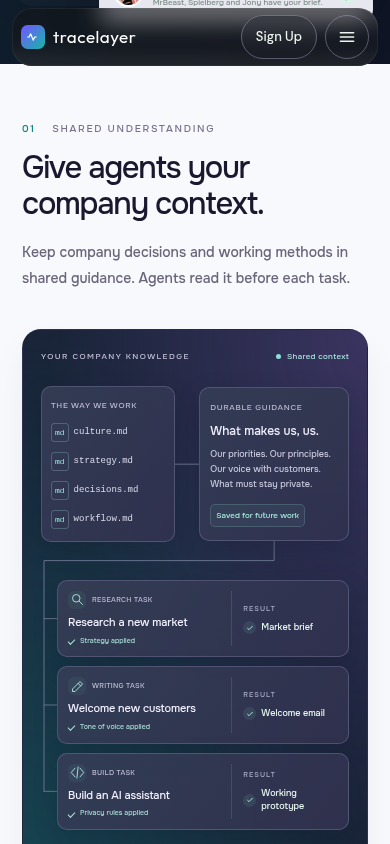 MrBeast, Spielberg and Jony have your brief.
tracelayer
Sign Up
01 SHARED UNDERSTANDING
Give agents your
company context.
Keep company decisions and working methods in
shared guidance. Agents read it before each task.
YOUR COMPANY KNOWLEDGE
Shared context
THE WAY WE WORK
md culture.md
md strategy.md
md decisions.md
md workflow.md
DURABLE GUIDANCE
What makes us, us.
Our priorities. Our principles.
Our voice with customers.
What must stay private.
Saved for future work
RESEARCH TASK
Research a new market
Strategy applied
RESULT
Market brief
WRITING TASK
Welcome new customers
Tone of voice applied
RESULT
Welcome email
BUILD TASK
Build an AI assistant
Privacy rules applied
RESULT
Working
prototype